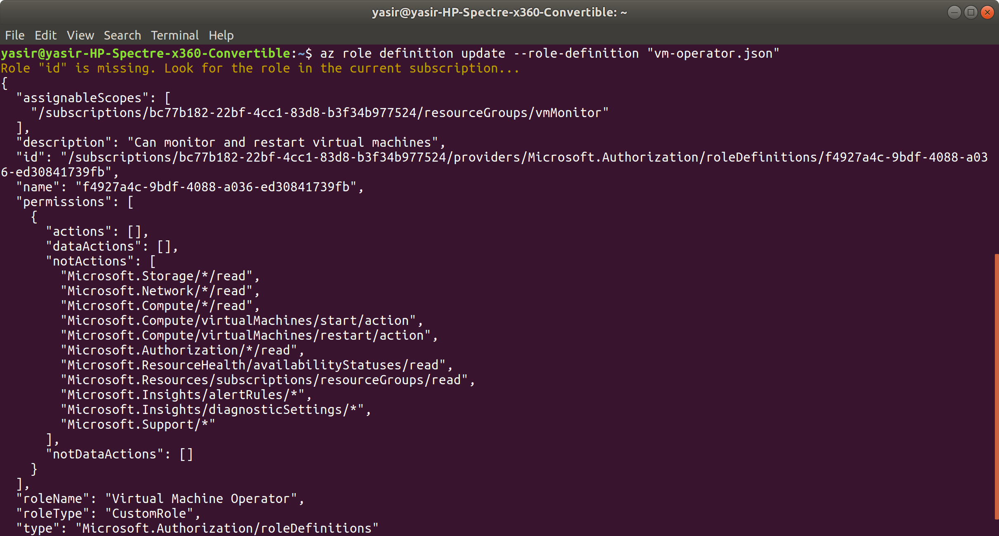 yasir@yasir-HP-Spectre-x360-Convertible: ~
File Edit View Search Terminal Help
yasir@yasir-HP-Spectre-x360-Convertible:~$ az role definition update --role-definition "vm-operator.json"
Role "id" is missing. Look for the role in the current subscription...
{
  "assignableScopes": [
    "/subscriptions/bc77b182-22bf-4cc1-83d8-b3f34b977524/resourceGroups/vmMonitor"
  ],
  "description": "Can monitor and restart virtual machines",
  "id": "/subscriptions/bc77b182-22bf-4cc1-83d8-b3f34b977524/providers/Microsoft.Authorization/roleDefinitions/f4927a4c-9bdf-4088-a03
6-ed30841739fb",
  "name": "f4927a4c-9bdf-4088-a036-ed30841739fb",
  "permissions": [
    {
      "actions": [],
      "dataActions": [],
      "notActions": [
        "Microsoft.Storage/*/read",
        "Microsoft.Network/*/read",
        "Microsoft.Compute/*/read",
        "Microsoft.Compute/virtualMachines/start/action",
        "Microsoft.Compute/virtualMachines/restart/action",
        "Microsoft.Authorization/*/read",
        "Microsoft.ResourceHealth/availabilityStatuses/read",
        "Microsoft.Resources/subscriptions/resourceGroups/read",
        "Microsoft.Insights/alertRules/*",
        "Microsoft.Insights/diagnosticSettings/*",
        "Microsoft.Support/*"
      ],
      "notDataActions": []
    }
  ],
  "roleName": "Virtual Machine Operator",
  "roleType": "CustomRole",
  "type": "Microsoft.Authorization/roleDefinitions"